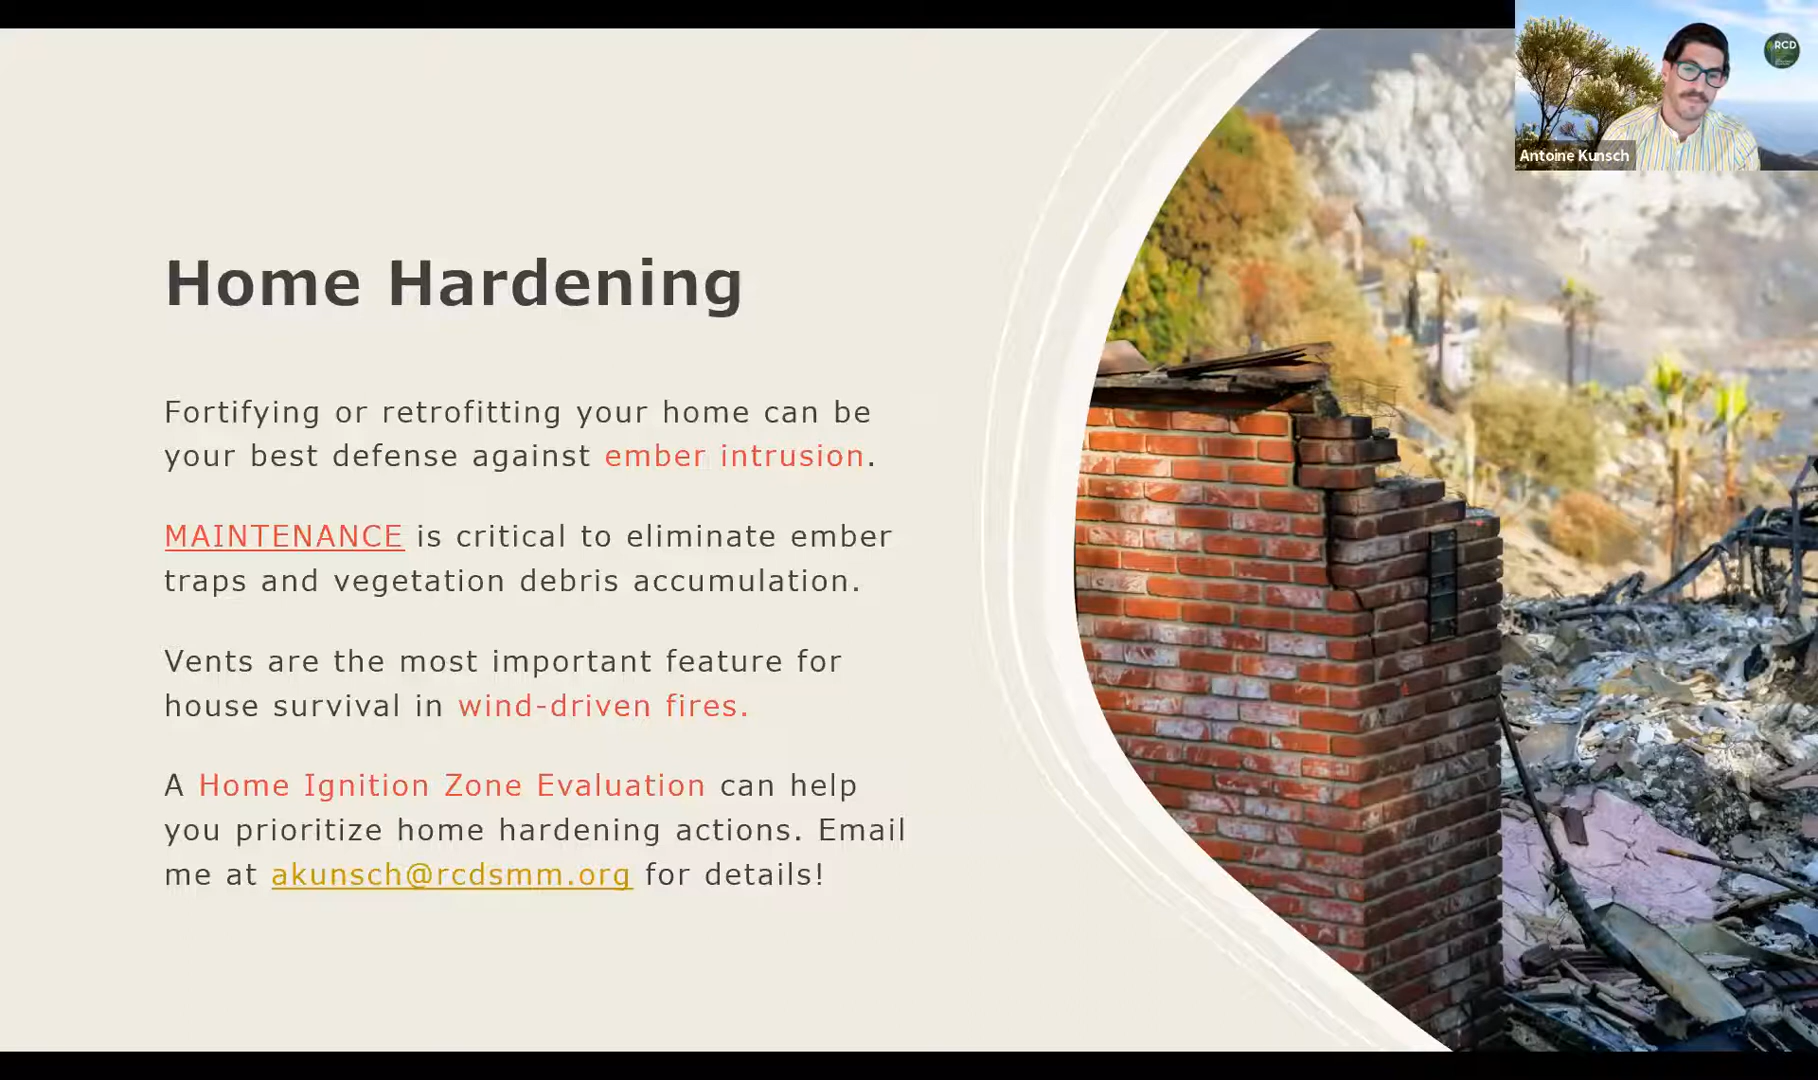 RCD
Antoine Kunsch
Home Hardening
Fortifying or retrofitting your home can be
your best defense against ember intrusion.
MAINTENANCE is critical to eliminate ember
traps and vegetation debris accumulation.
Vents are the most important feature for
house survival in wind-driven fires.
A Home Ignition Zone Evaluation can help
you prioritize home hardening actions. Email
me at akunsch@rcdsmm.org for details!